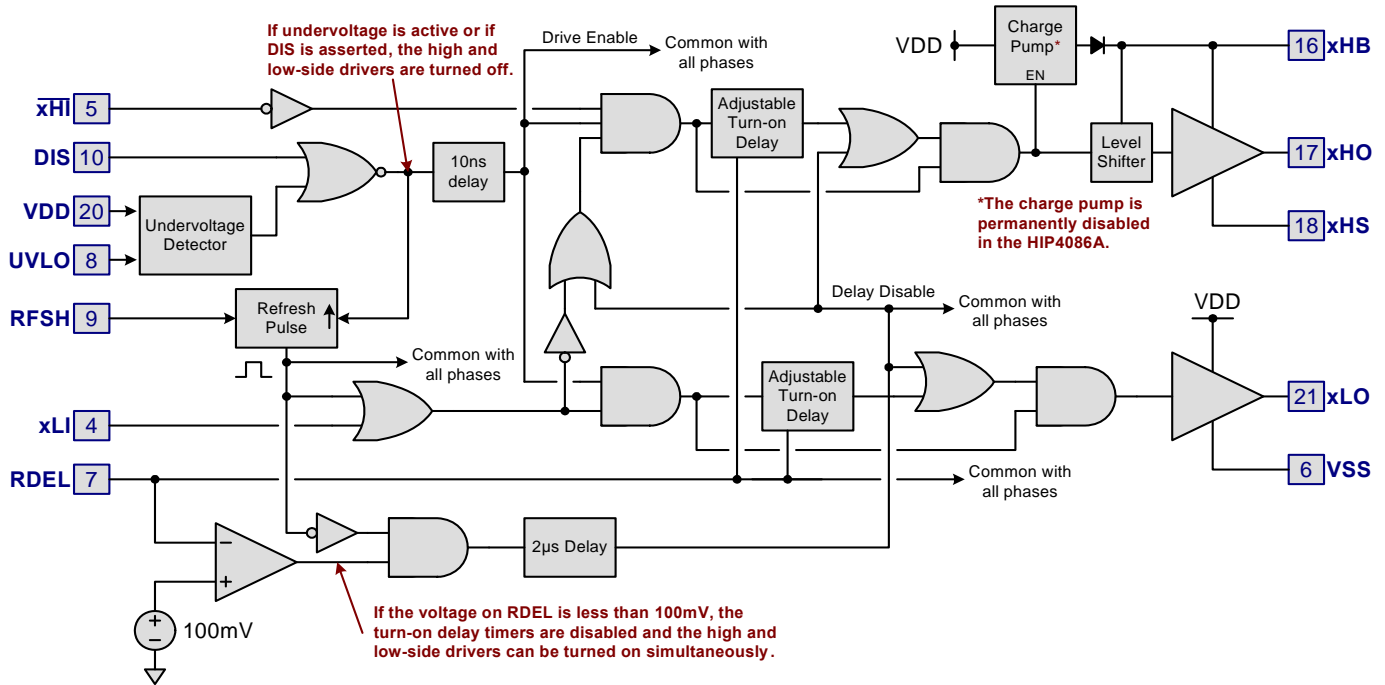 If undervoltage is active or if
DIS is asserted, the high and
low-side drivers are turned off.
Drive Enable
Common with
all phases
VDD
Charge
Pump*
EN
16 xHB
xHI 5
Adjustable
Turn-on
Delay
Level
Shifter
17 xHO
DIS 10
10ns
delay
VDD 20
Undervoltage
Detector
UVLO 8
*The charge pump is
permanently disabled
in the HIP4086A.
18 xHS
RFSH 9
Refresh
Pulse
Delay Disable
Common with
all phases
VDD
Common with
all phases
Adjustable
Turn-on
Delay
21 xLO
xLI 4
RDEL 7
Common with
all phases
6 VSS
2µs Delay
−
+
+
−
100mV
If the voltage on RDEL is less than 100mV, the
turn-on delay timers are disabled and the high and
low-side drivers can be turned on simultaneously.